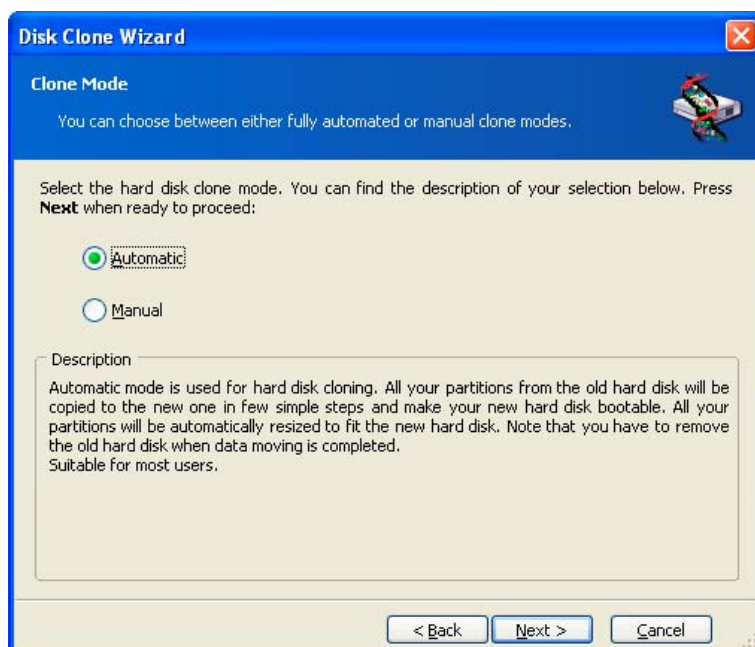 Disk Clone Wizard
Clone Mode
You can choose between either fully automated or manual clone modes.
Select the hard disk clone mode. You can find the description of your selection below. Press
Next when ready to proceed:
Automatic
Manual
Description
Automatic mode is used for hard disk cloning. All your partitions from the old hard disk will be
copied to the new one in few simple steps and make your new hard disk bootable. All your
partitions will be automatically resized to fit the new hard disk. Note that you have to remove
the old hard disk when data moving is completed.
Suitable for most users.
< Back
Next >
Cancel